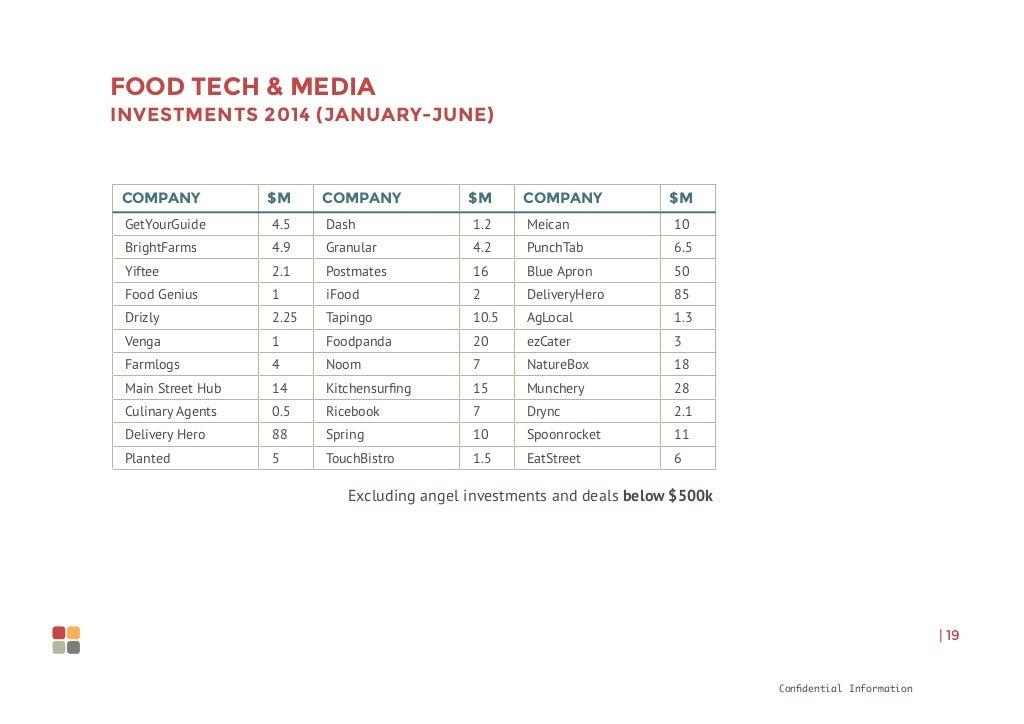 FOOD TECH & MEDIA
INVESTMENTS 2014 (JANUARY-JUNE)
COMPANY $M COMPANY $M COMPANY $M
GetYourGuide 4.5 Dash 1.2 Meican 10
BrightFarms 4.9 Granular 4.2 PunchTab 6.5
Yiftee 2.1 Postmates 16 Blue Apron 50
Food Genius 1 iFood 2 DeliveryHero 85
Drizly 2.25 Tapingo 10.5 AgLocal 1.3
Venga 1 Foodpanda 20 ezCater 3
Farmlogs 4 Noom 7 NatureBox 18
Main Street Hub 14 Kitchensurfing 15 Munchery 28
Culinary Agents 0.5 Ricebook 7 Drync 2.1
Delivery Hero 88 Spring 10 Spoonrocket 11
Planted 5 TouchBistro 1.5 EatStreet 6
Excluding angel investments and deals below $500k
| 19
Confidential Information